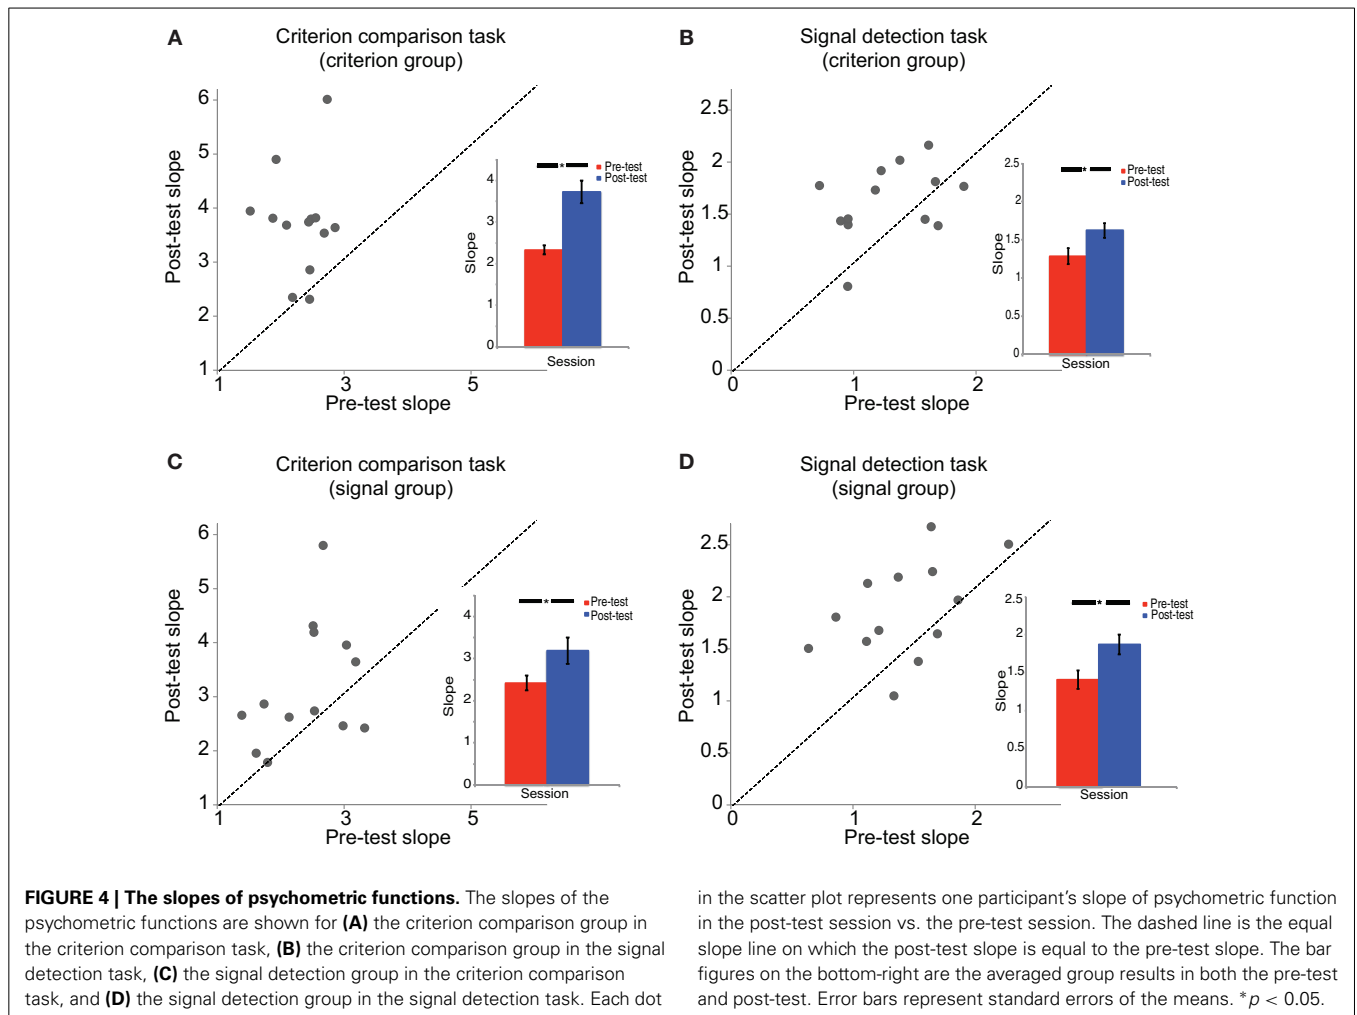 A
Criterion comparison task
(criterion group)
6
5
4
3
2
1
Post-test slope
1
3
5
Pre-test slope
4
3
2
1
0
Slope
*
Pre-test
Post-test
Session
B
Signal detection task
(criterion group)
2.5
2
1.5
1
0.5
0
Post-test slope
0
1
2
Pre-test slope
2.5
2
1.5
1
0.5
0
Slope
*
Pre-test
Post-test
Session
C
Criterion comparison task
(signal group)
6
5
4
3
2
1
Post-test slope
1
3
5
Pre-test slope
4
3
2
1
0
Slope
*
Pre-test
Post-test
Session
D
Signal detection task
(signal group)
2.5
2
1.5
1
0.5
0
Post-test slope
0
1
2
Pre-test slope
2.5
2
1.5
1
0.5
0
Slope
*
Pre-test
Post-test
Session
FIGURE 4 | The slopes of psychometric functions. The slopes of the
psychometric functions are shown for (A) the criterion comparison group in
the criterion comparison task, (B) the criterion comparison group in the signal
detection task, (C) the signal detection group in the criterion comparison
task, and (D) the signal detection group in the signal detection task. Each dot
in the scatter plot represents one participant's slope of psychometric function
in the post-test session vs. the pre-test session. The dashed line is the equal
slope line on which the post-test slope is equal to the pre-test slope. The bar
figures on the bottom-right are the averaged group results in both the pre-test
and post-test. Error bars represent standard errors of the means. *p < 0.05.